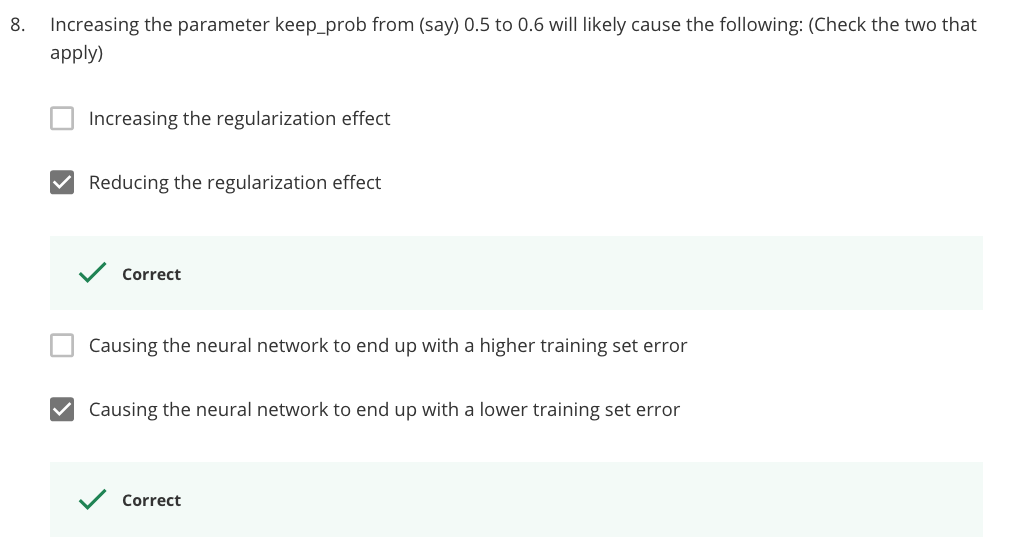 8. Increasing the parameter keep_prob from (say) 0.5 to 0.6 will likely cause the following: (Check the two that
apply)
Increasing the regularization effect
Reducing the regularization effect
Correct
Causing the neural network to end up with a higher training set error
Causing the neural network to end up with a lower training set error
Correct